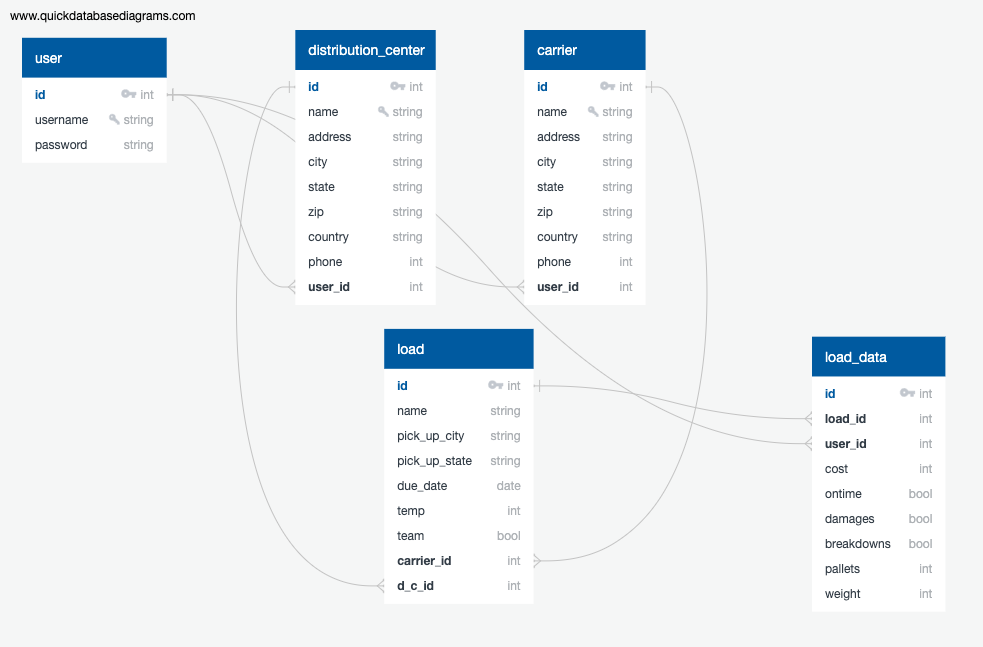 www.quickdatabasediagrams.com
user
id int
username string
password string
distribution_center
id int
name string
address string
city string
state string
zip string
country string
phone int
user_id int
carrier
id int
name string
address string
city string
state string
zip string
country string
phone int
user_id int
load
id int
name string
pick_up_city string
pick_up_state string
due_date date
temp int
team bool
carrier_id int
d_c_id int
load_data
id int
load_id int
user_id int
cost int
ontime bool
damages bool
breakdowns bool
pallets int
weight int